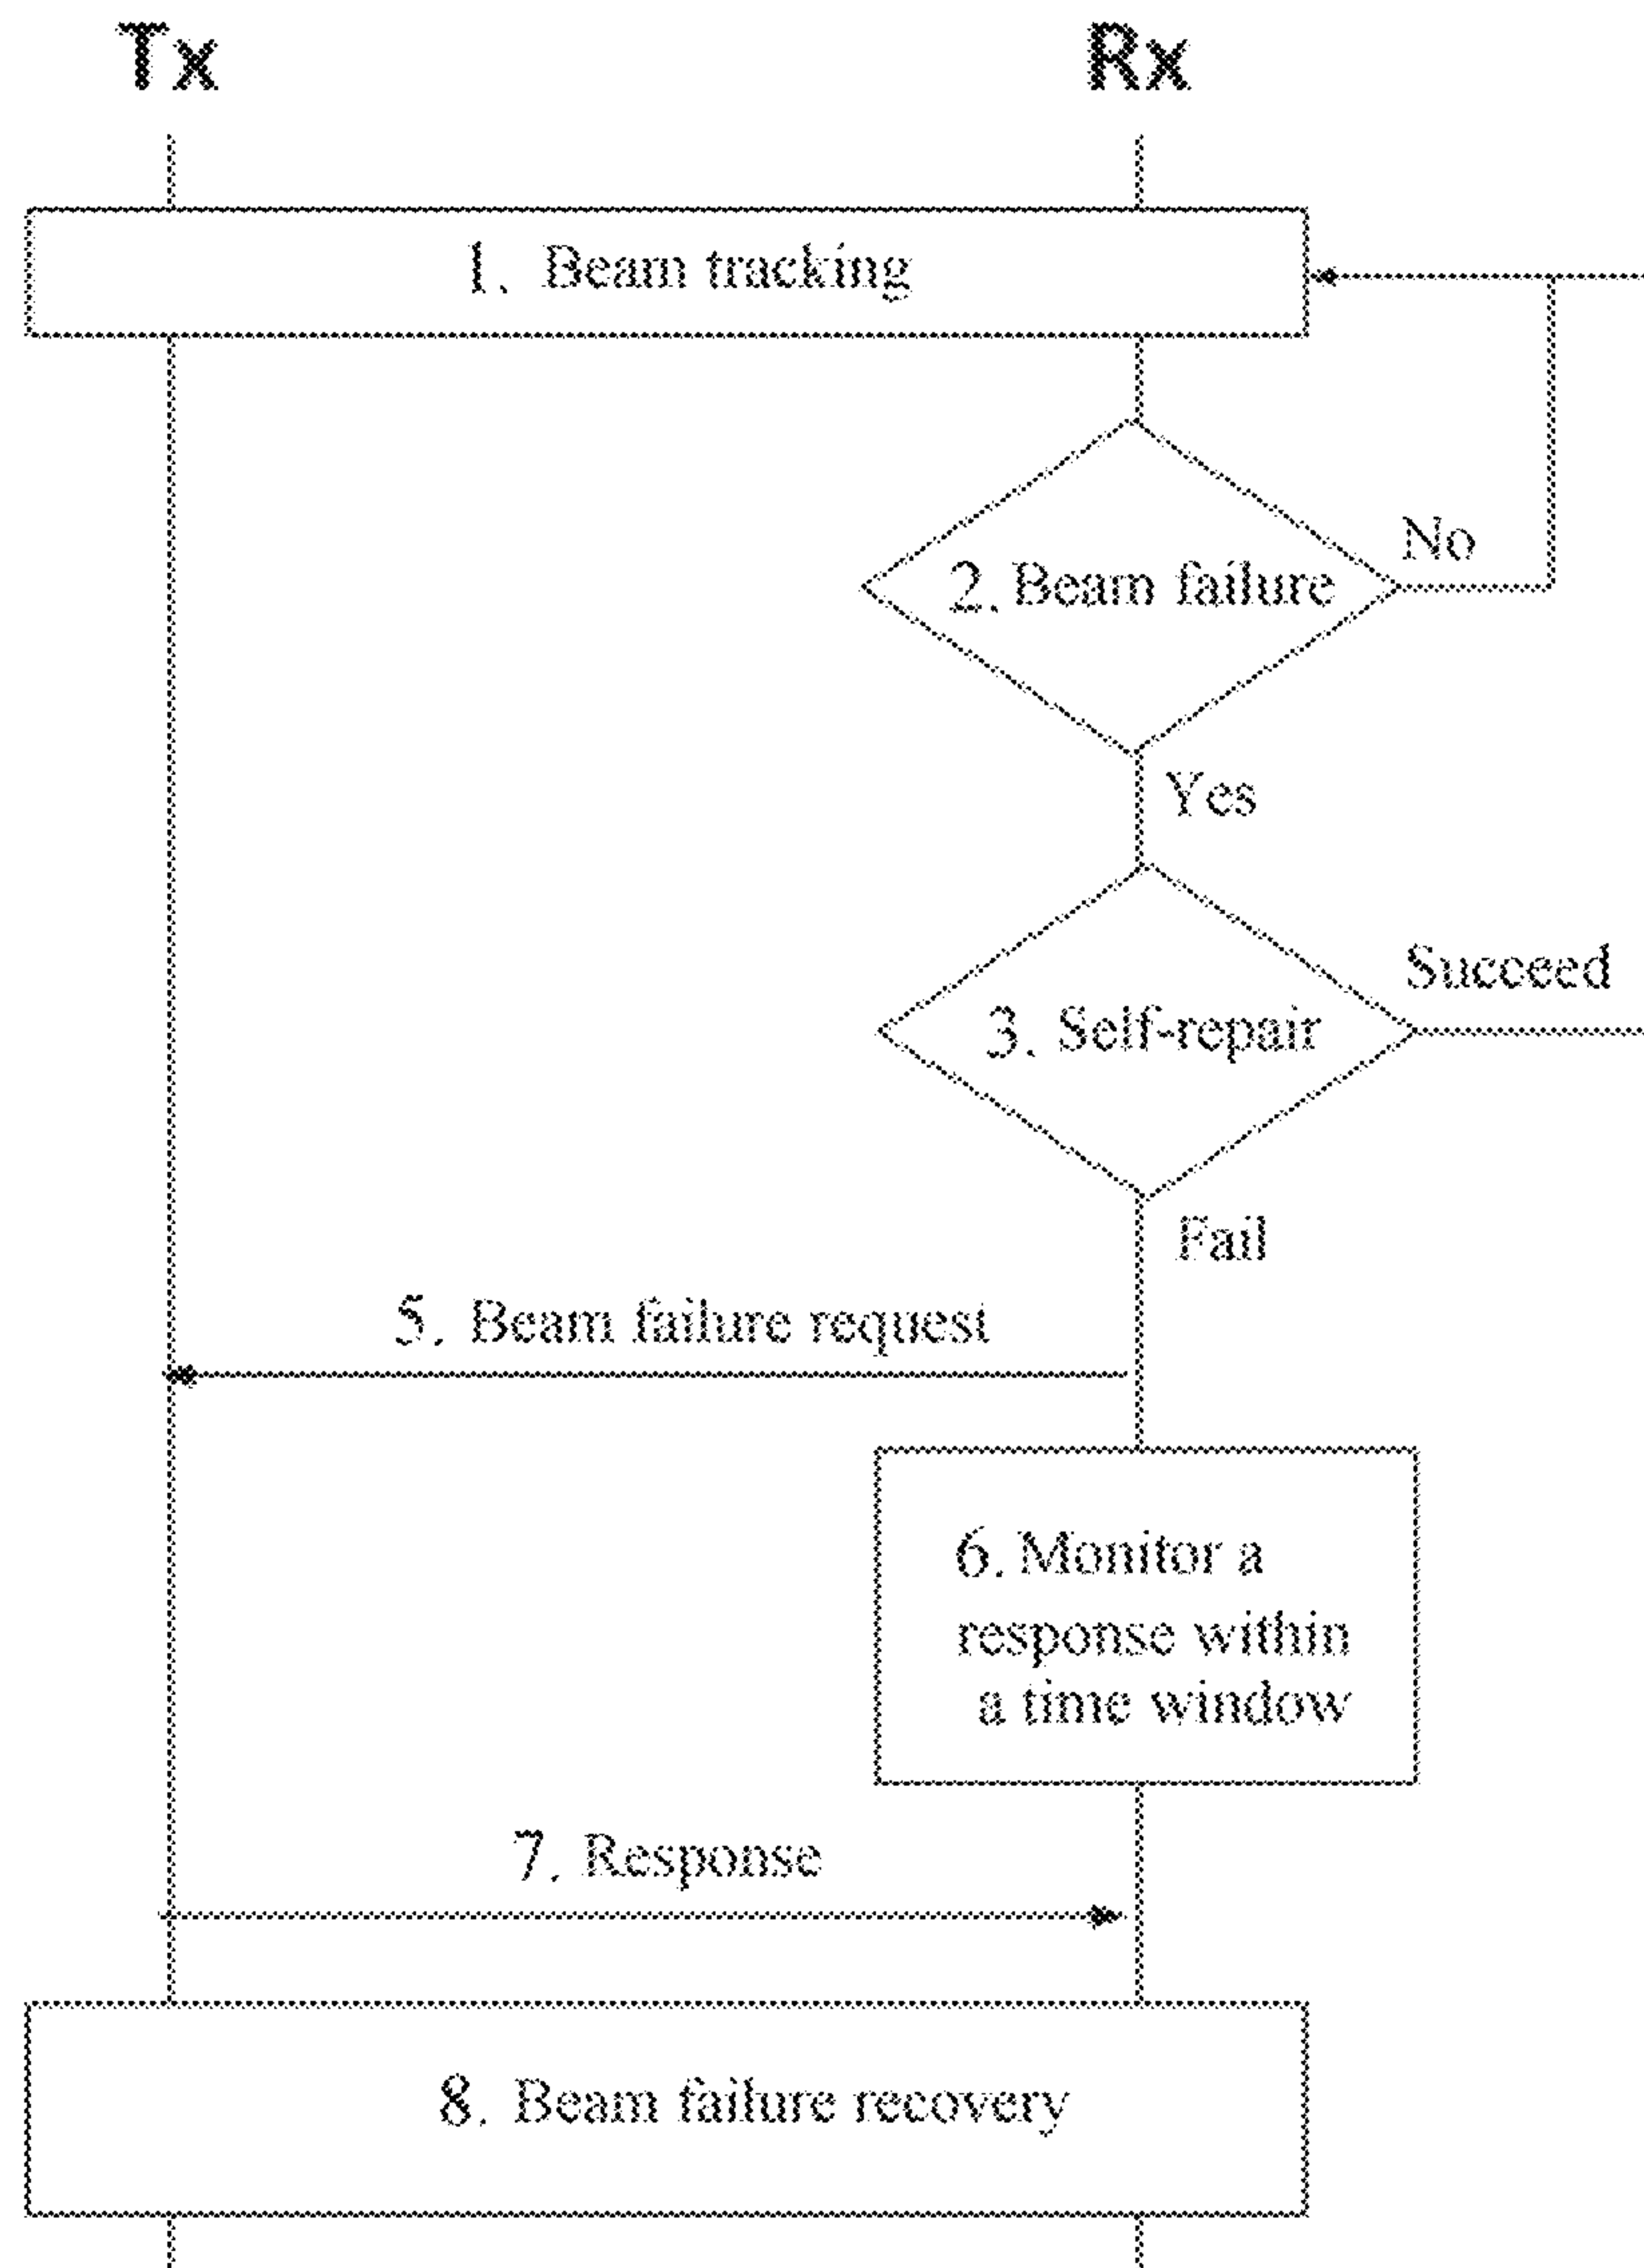 Tx
Rx
1. Beam tracking
No
2. Beam failure
Yes
Succeed
3. Self-repair
Fail
5. Beam failure request
6. Monitor a
response within
a time window
7. Response
8. Beam failure recovery